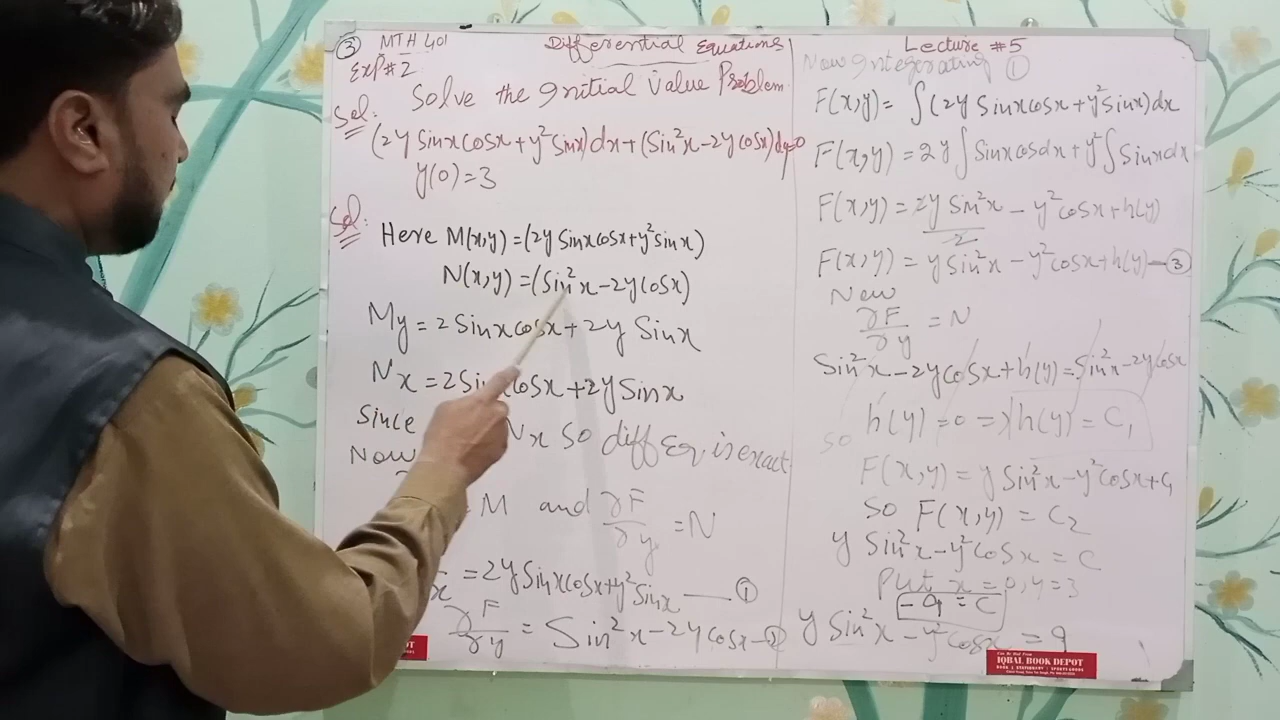 ③ MTH 401 Differential Equations Lecture #5
Exp#2
Solve the Initial Value Problem.
Sol:
(2y Sinx Cosx + y² Sinx)dx + (Sin²x - 2y Cosx)dy=0
y(0)=3
Sol:
Here M(x,y) = (2y Sinx cosx + y² sinx)
N(x,y) = (Sin²x - 2y Cosx)
My = 2 Sinx cosx + 2y Sinx
Nx = 2 Sin cosx + 2y Sinx
Since Nx So diff eq is exact
Now
= M and ∂F/∂y = N
= 2y Sinx cosx + y² Sinx —— ①
∂F/∂y = Sin²x - 2y cosx - ②
Now Integerating ①
F(x,y) = ∫(2y Sinx cosx + y² sinx)dx
F(x,y) = 2y ∫Sinx cosdx + y² ∫Sinx dx
F(x,y) = 2y Sin²x/2 - y² cosx + h(y)
F(x,y) = y Sin²x - y² cosx + h(y) — ③
Now
∂F/∂y = N
Sin²x - 2y cosx + h'(y) = Sin²x - 2y cosx
so h'(y) = 0 => h(y) = C₁
F(x,y) = y Sin²x - y² cosx + C₁
So F(x,y) = C₂
y Sin²x - y² cosx = C
Put x=0, y=3
-9 = C
y Sin²x - y² cosx = 9
IQRAL BOOK DEPOT